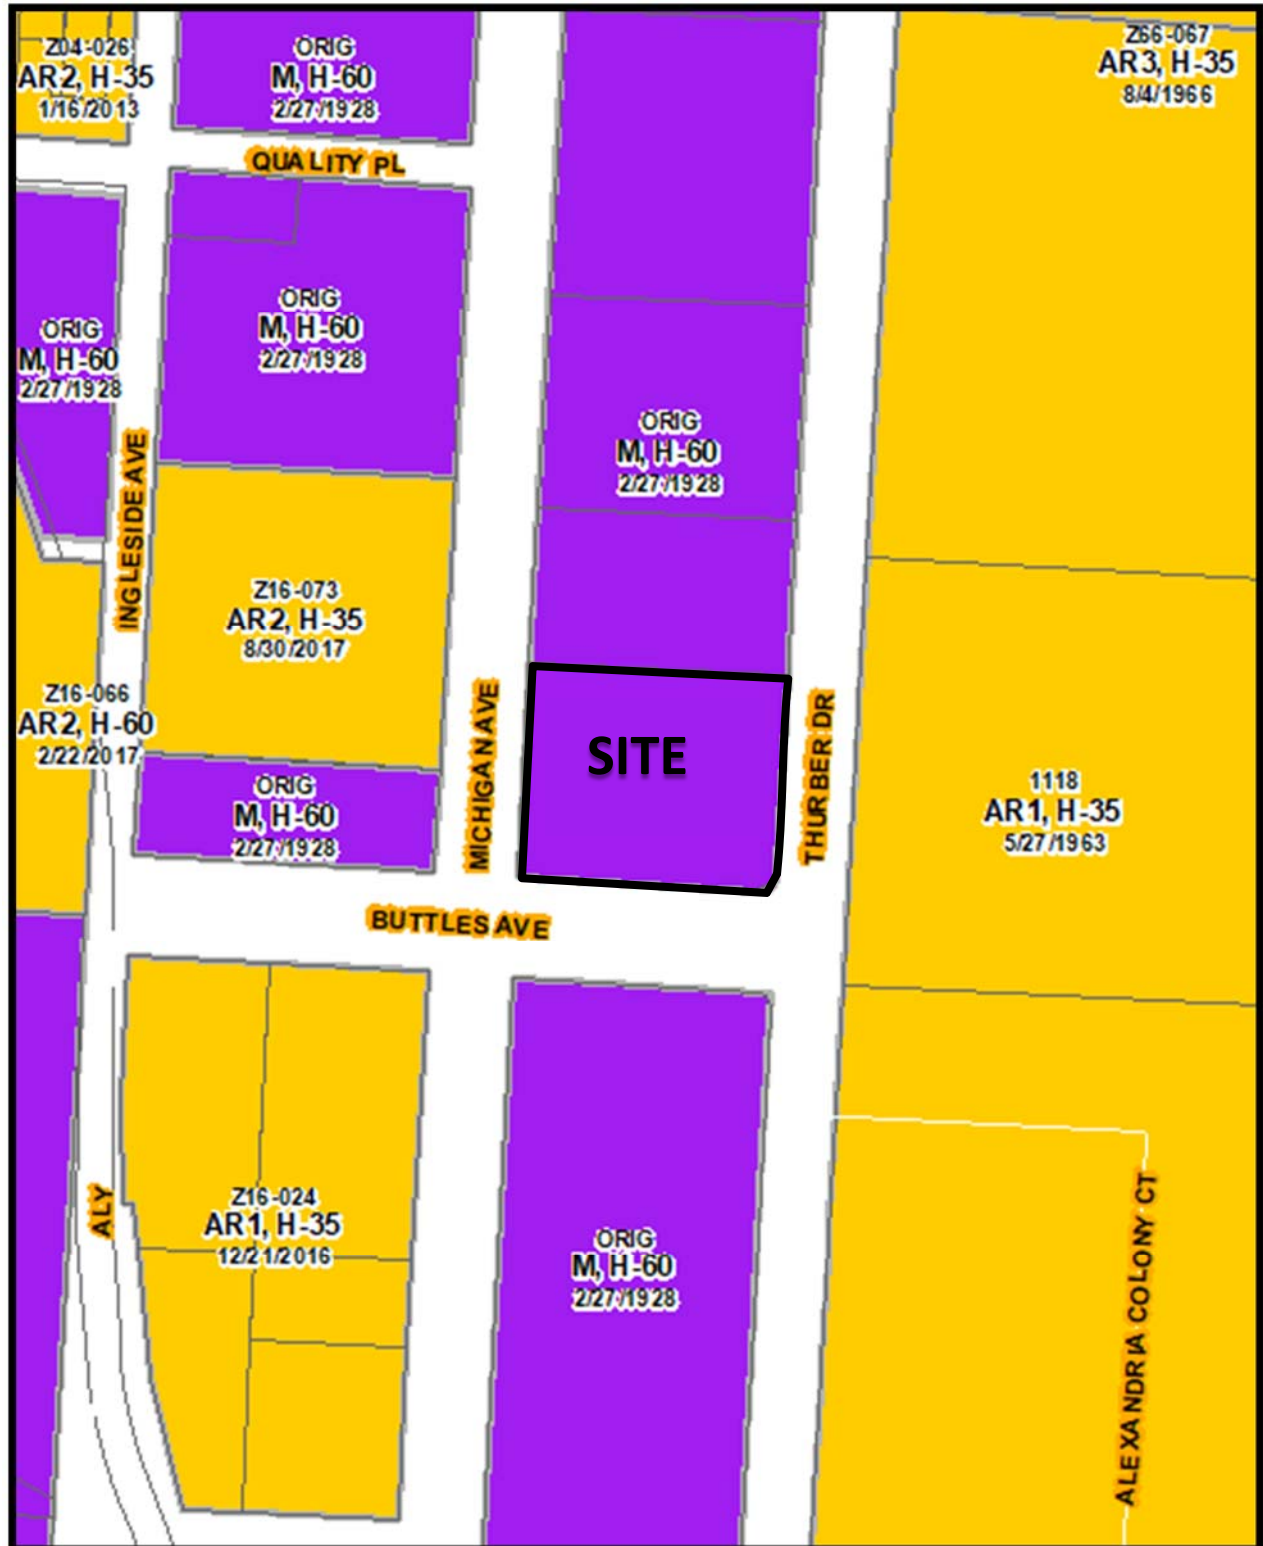 Z04-026
AR2, H-35
1/16/2013
ORIG
M, H-60
2/27/1928
Z66-067
AR3, H-35
8/4/1966
QUALITY PL
ORIG
M, H-60
2/27/1928
ORIG
M, H-60
2/27/1928
ORIG
M, H-60
2/27/1928
INGLESIDE AVE
Z16-073
AR2, H-35
8/30/2017
Z16-066
AR2, H-60
2/22/2017
MICHIGAN AVE
SITE
THURBER DR
ORIG
M, H-60
2/27/1928
1118
AR1, H-35
5/27/1963
BUTTLES AVE
ALY
Z16-024
AR1, H-35
12/21/2016
ORIG
M, H-60
2/27/1928
ALEXANDRIA COLONY CT